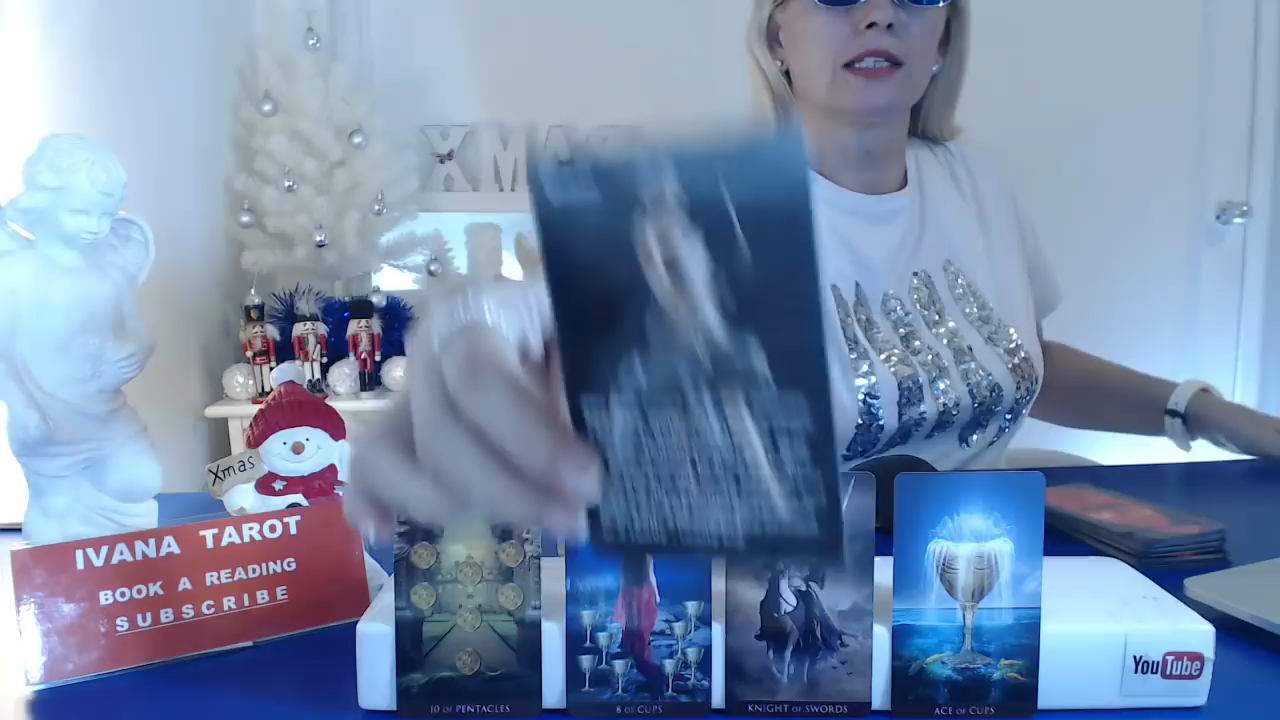 XMAS
Xmas
IVANA TAROT
BOOK A READING
SUBSCRIBE
10 OF PENTACLES
8 OF CUPS
KNIGHT OF SWORDS
ACE OF CUPS
YouTube